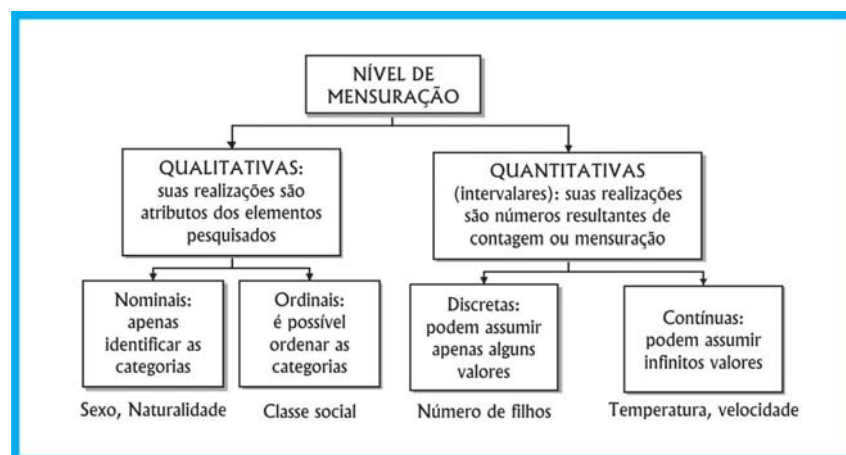 NÍVEL DE
MENSURAÇÃO
QUALITATIVAS:
suas realizações são
atributos dos elementos
pesquisados
QUANTITATIVAS
(intervalares): suas realizações
são números resultantes de
contagem ou mensuração
Nominais:
apenas
identificar as
categorias
Ordinais:
é possível
ordenar as
categorias
Discretas:
podem assumir
apenas alguns
valores
Contínuas:
podem assumir
infinitos valores
Sexo, Naturalidade
Classe social
Número de filhos
Temperatura, velocidade